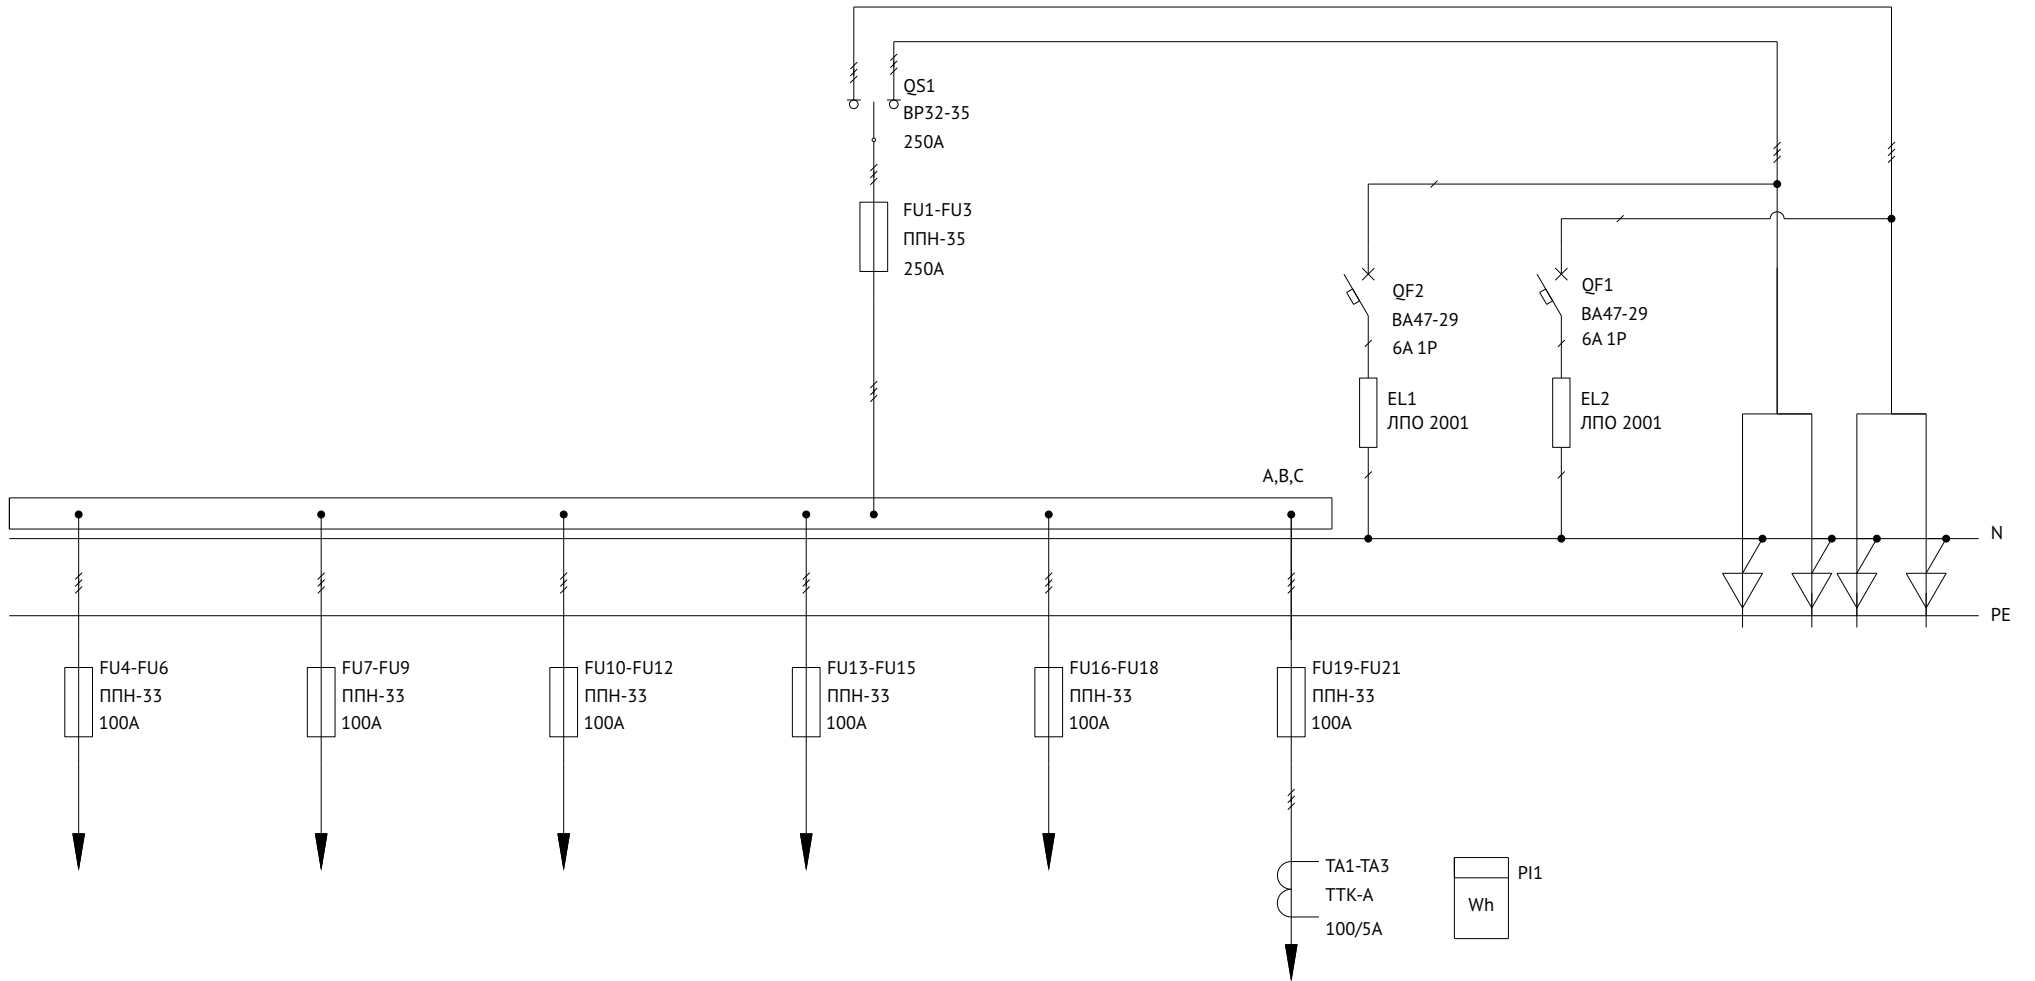 QS1
ВР32-35
250А
FU1-FU3
ППН-35
250А
QF2
ВА47-29
6А 1Р
QF1
ВА47-29
6А 1Р
EL1
ЛПО 2001
EL2
ЛПО 2001
А,В,С
N
PE
FU4-FU6
ППН-33
100А
FU7-FU9
ППН-33
100А
FU10-FU12
ППН-33
100А
FU13-FU15
ППН-33
100А
FU16-FU18
ППН-33
100А
FU19-FU21
ППН-33
100А
ТА1-ТА3
ТТК-А
100/5А
PI1
Wh